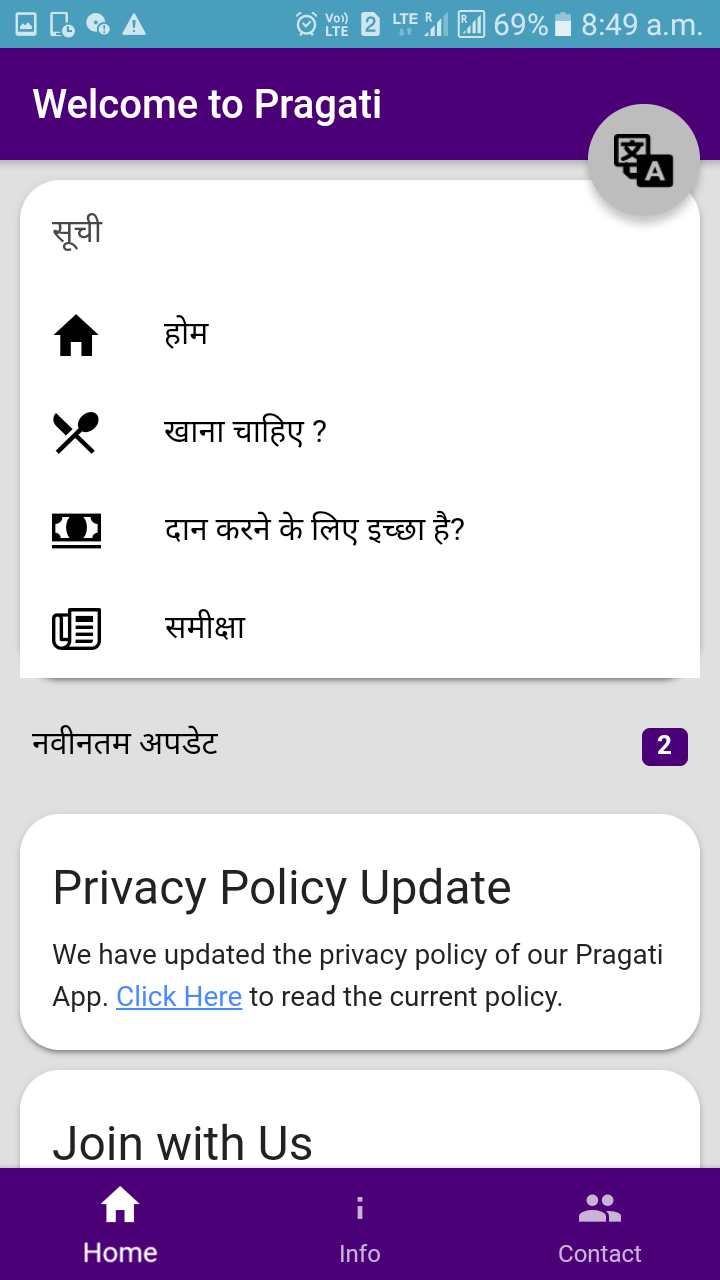 Vo))
LTE
2
LTE
R
R
69%
8:49 a.m.
Welcome to Pragati
文
A
सूची
होम
खाना चाहिए ?
दान करने के लिए इच्छा है?
समीक्षा
नवीनतम अपडेट
2
Privacy Policy Update
We have updated the privacy policy of our Pragati
App. Click Here to read the current policy.
Join with Us
Home
Info
Contact